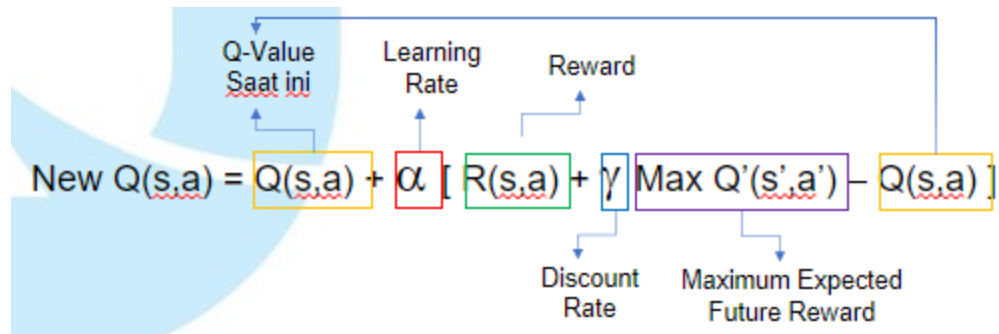 Q-Value
Saat ini
Learning
Rate
Reward
New Q(s,a) = Q(s,a) + α [ R(s,a) + γ Max Q’(s’,a’) – Q(s,a) ]
Discount
Rate
Maximum Expected
Future Reward